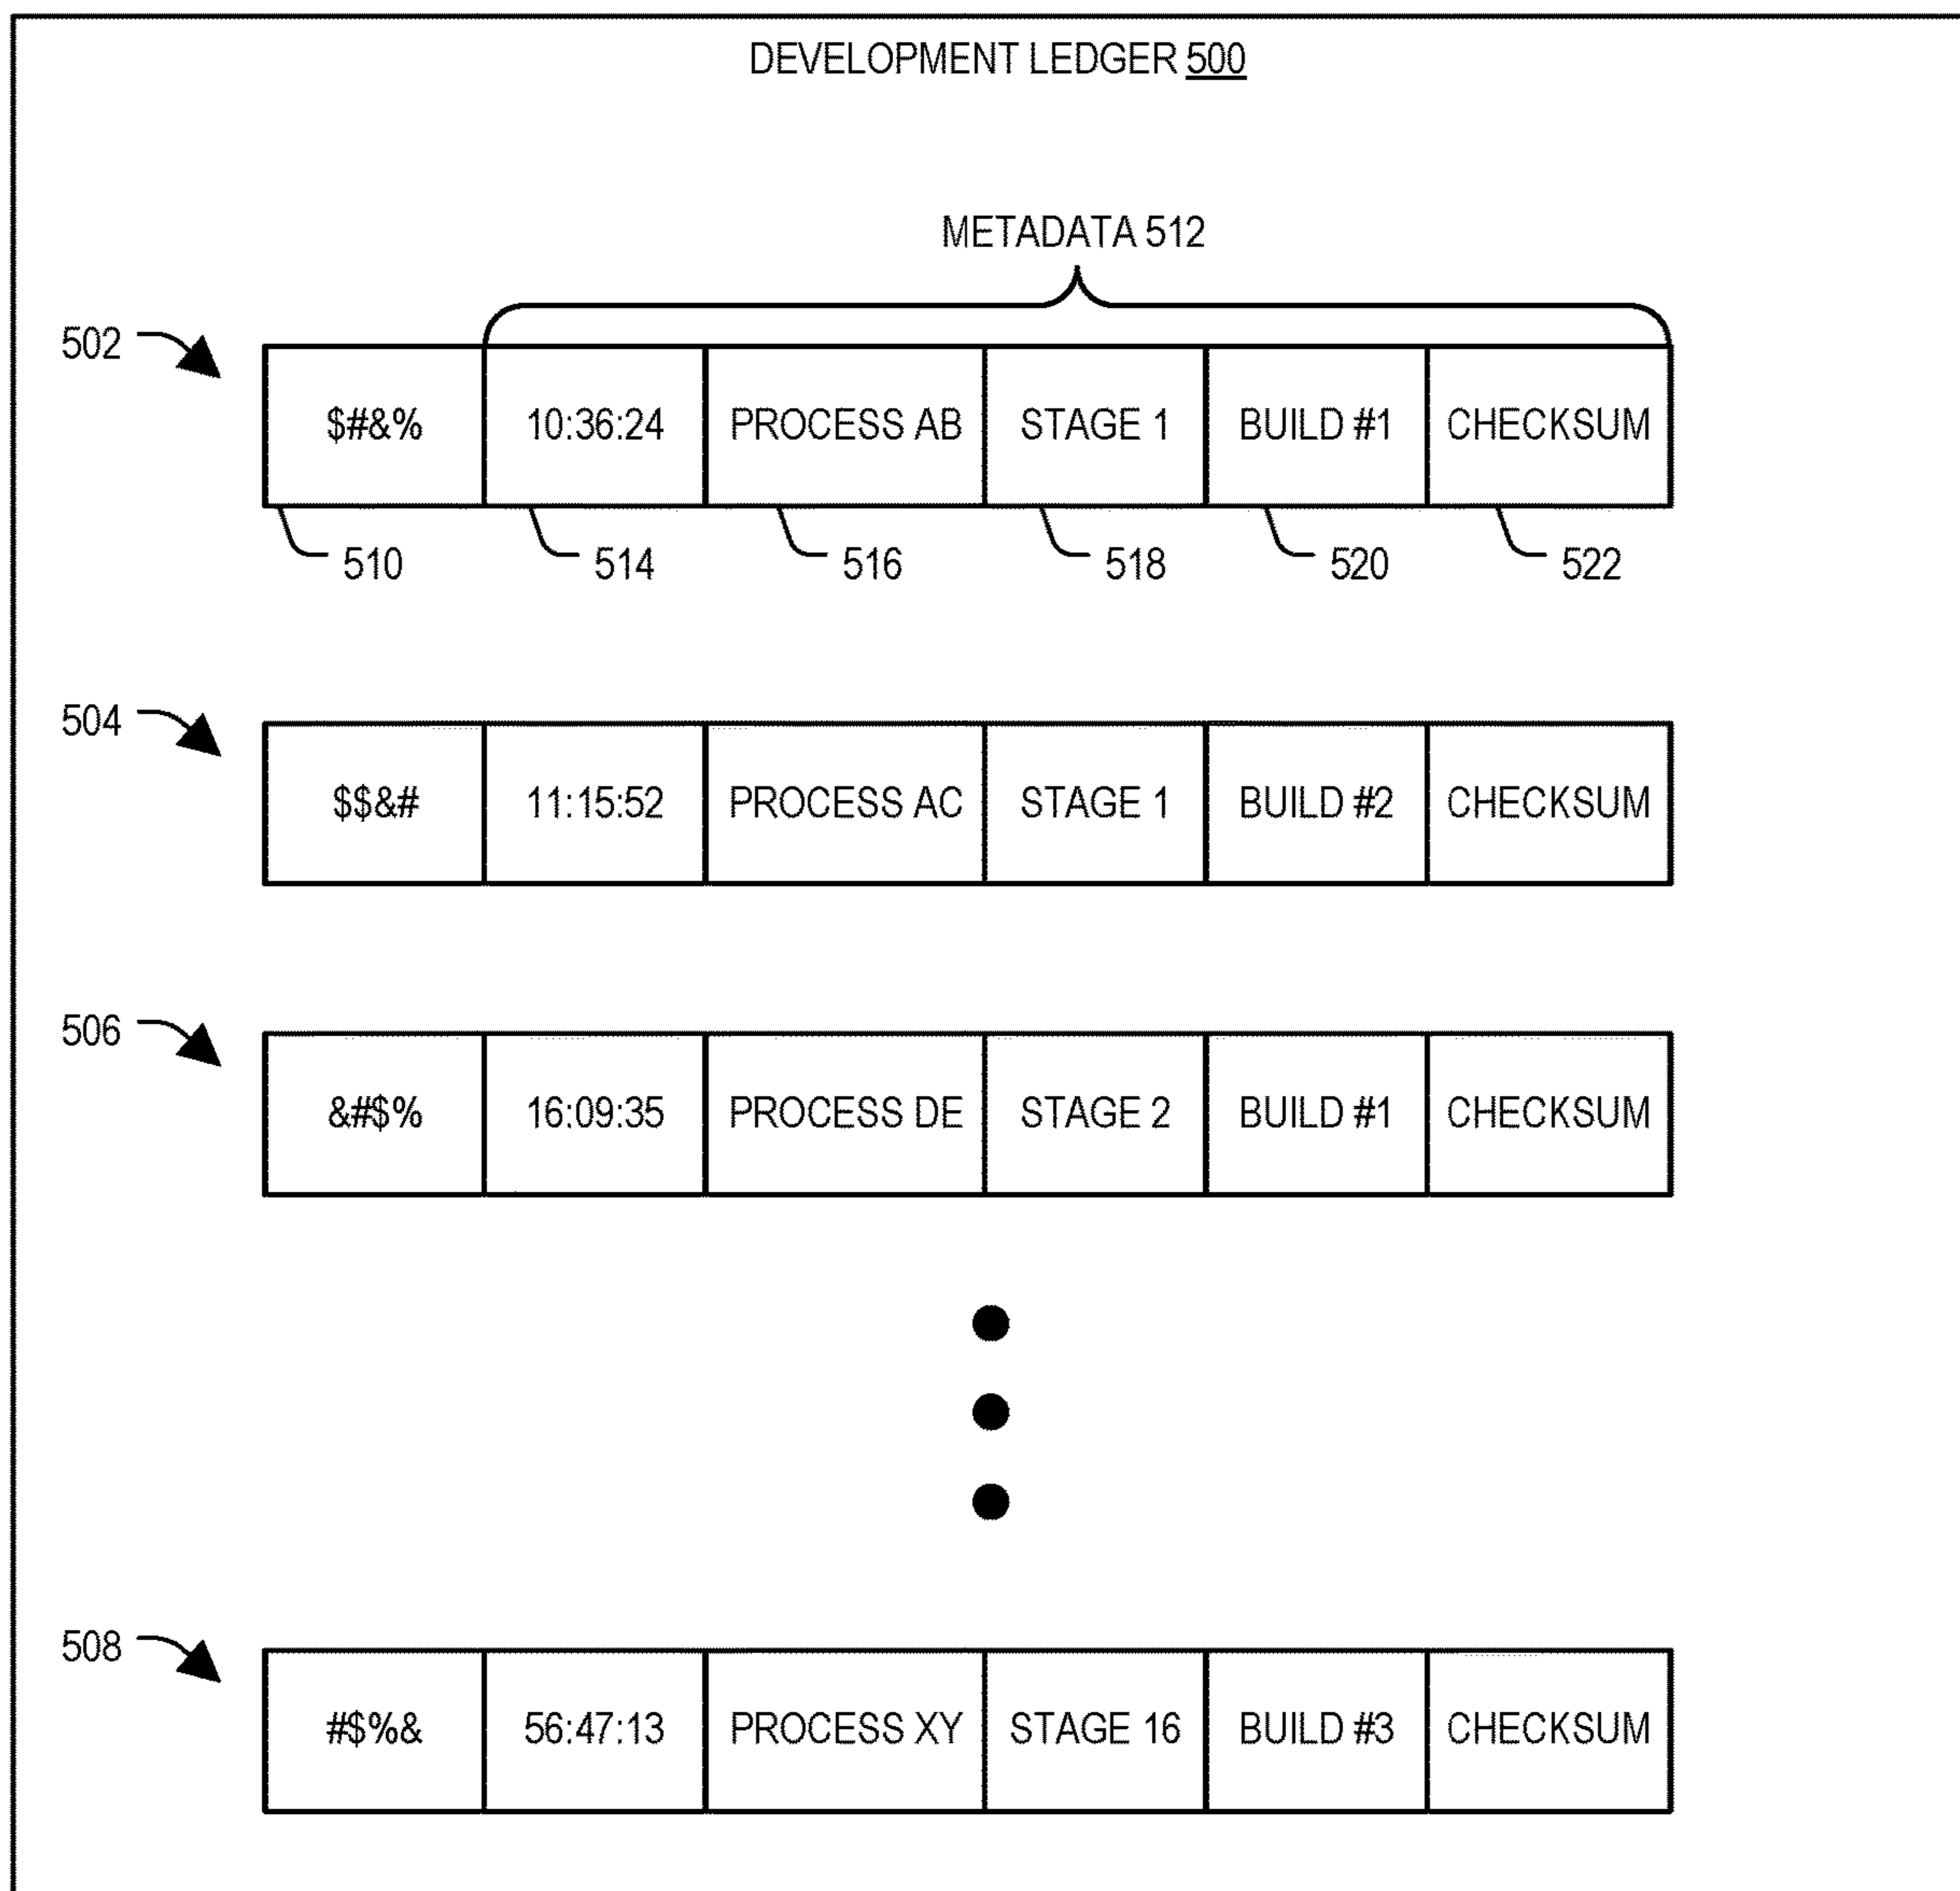 DEVELOPMENT LEDGER 500
METADATA 512
502
$#&% 10:36:24 PROCESS AB STAGE 1 BUILD #1 CHECKSUM
510 514 516 518 520 522
504
$$&# 11:15:52 PROCESS AC STAGE 1 BUILD #2 CHECKSUM
506
&#$% 16:09:35 PROCESS DE STAGE 2 BUILD #1 CHECKSUM
508
#$%& 56:47:13 PROCESS XY STAGE 16 BUILD #3 CHECKSUM